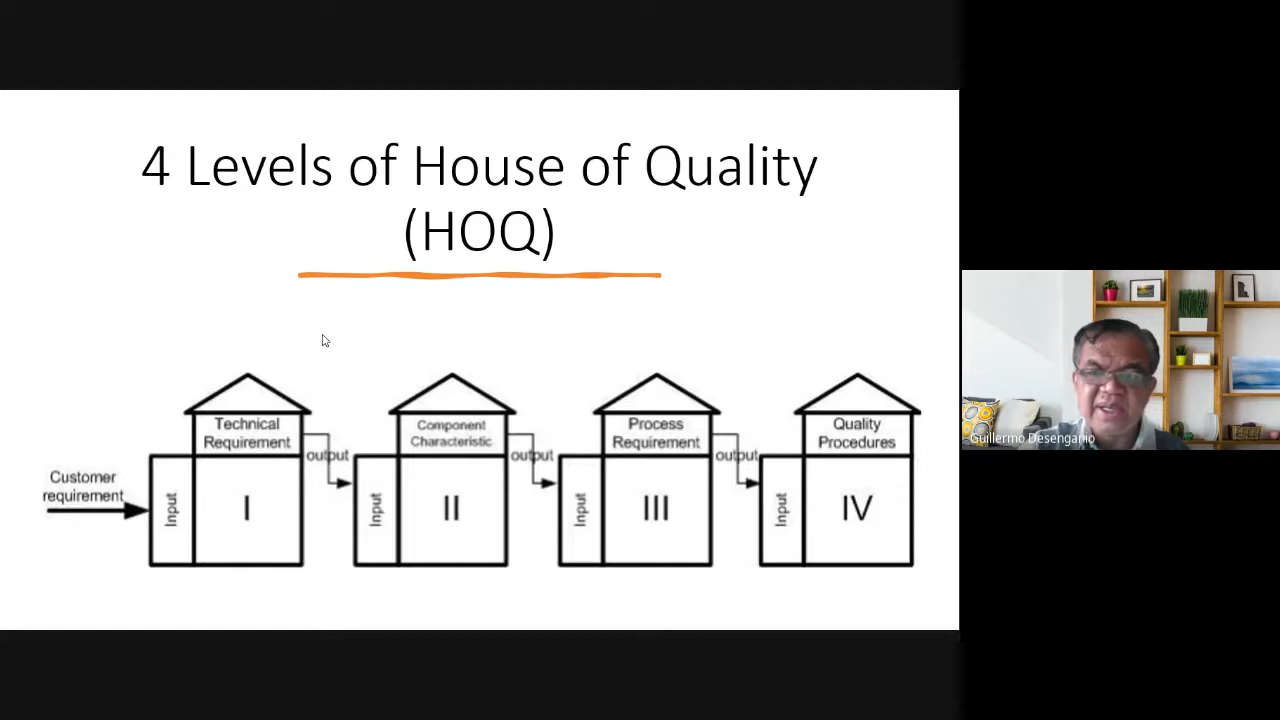 4 Levels of House of Quality
(HOQ)
Technical
Requirement
Component
Characteristic
Process
Requirement
Quality
Procedures
output
output
output
Customer
requirement
Input
I
Input
II
Input
III
Input
IV
Guillermo Desengano